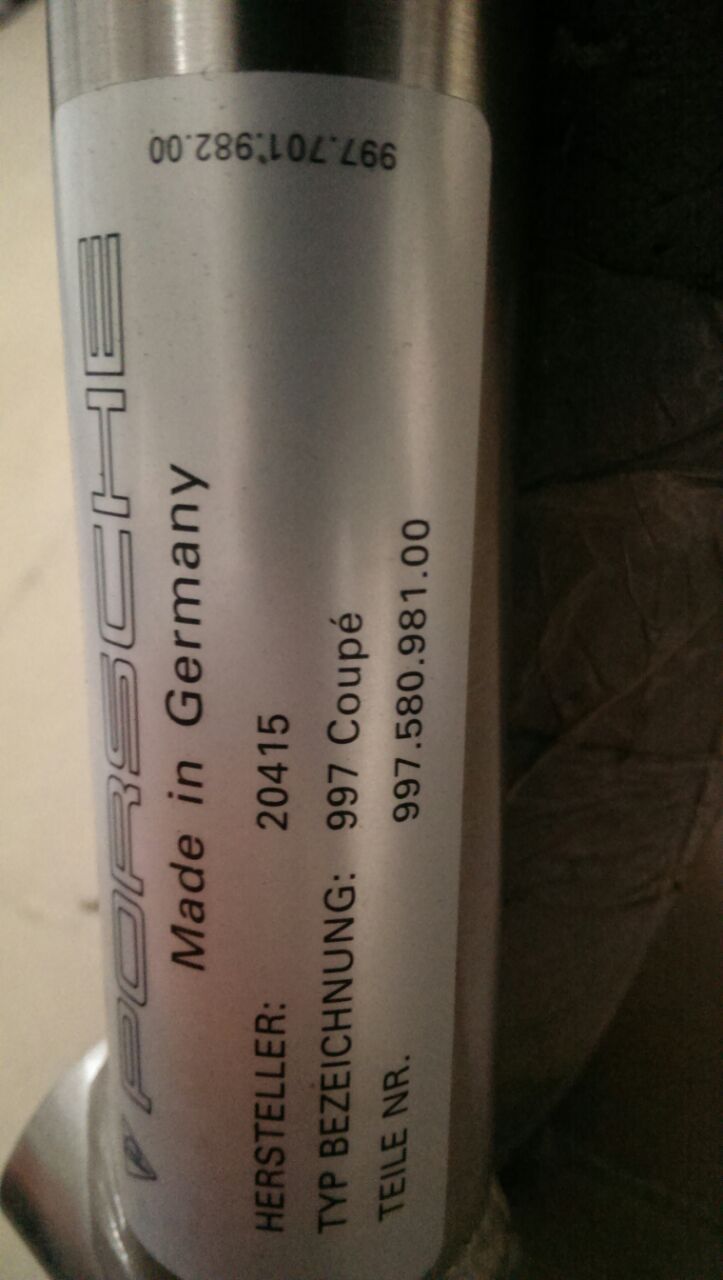 PORSCHE
Made in Germany
HERSTELLER: 20415
TYP BEZEICHNUNG: 997 Coupé
TEILE NR. 997.580.981.00
997.701.982.00